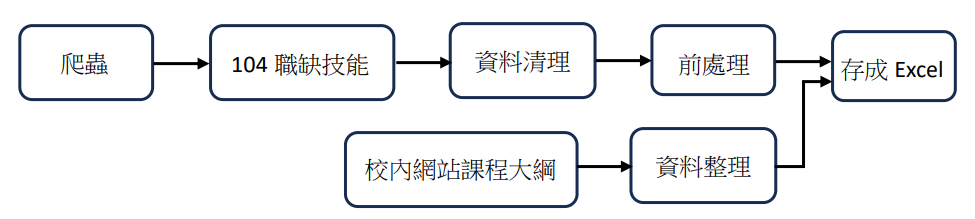 爬蟲
104 職缺技能
資料清理
前處理
存成 Excel
校內網站課程大綱
資料整理